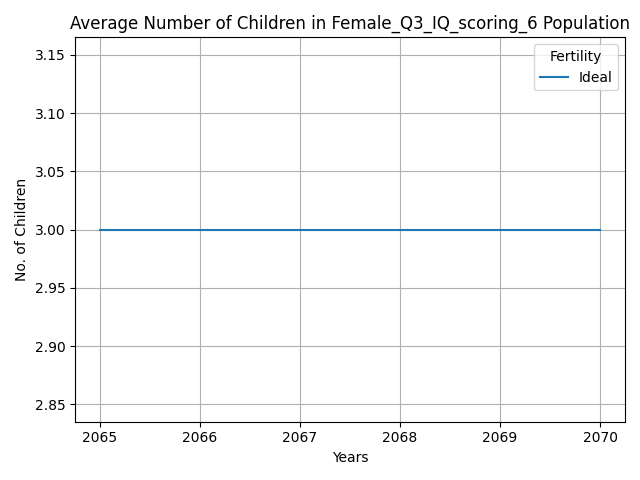 Average Number of Children in Female_Q3_IQ_scoring_6 Population
Fertility
Ideal
3.15
3.10
3.05
3.00
2.95
2.90
2.85
No. of Children
2065 2066 2067 2068 2069 2070
Years